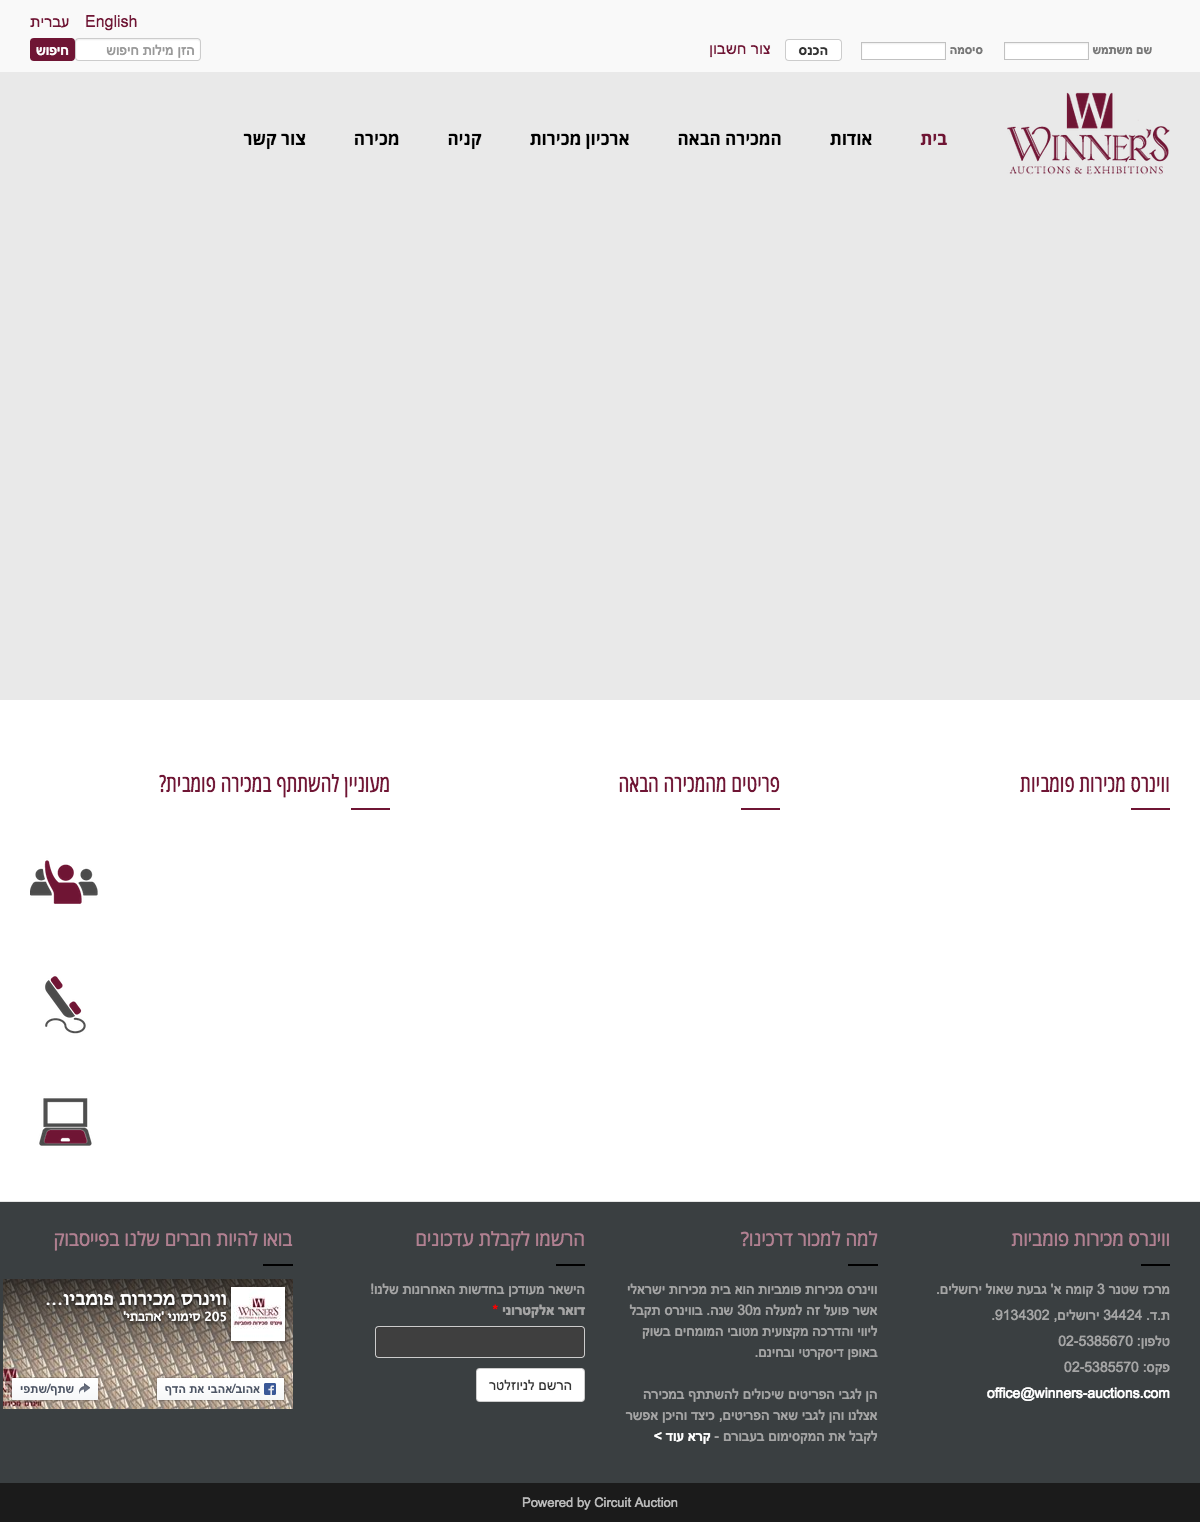 עברית English
הזן מילות חיפוש חיפוש
שם משתמש סיסמה הכנס צור חשבון
W
WINNER'S
AUCTIONS & EXHIBITIONS
בית אודות המכירה הבאה ארכיון מכירות קניה מכירה צור קשר
ווינרס מכירות פומביות
פריטים מהמכירה הבאה
מעוניין להשתתף במכירה פומבית?
ווינרס מכירות פומביות
מרכז שטנר 3 קומה א' גבעת שאול ירושלים.
ת.ד. 34424 ירושלים, 9134302.
טלפון: 02-5385670
פקס: 02-5385570
office@winners-auctions.com
למה למכור דרכינו?
ווינרס מכירות פומביות הוא בית מכירות ישראלי
אשר פועל זה למעלה מ30 שנה. בווינרס תקבל
ליווי והדרכה מקצועית מטובי המומחים בשוק
באופן דיסקרטי ובחינם.
הן לגבי הפריטים שיכולים להשתתף במכירה
אצלנו והן לגבי שאר הפריטים, כיצד והיכן אפשר
לקבל את המקסימום בעבורם - קרא עוד >
הרשמו לקבלת עדכונים
הישאר מעודכן בחדשות האחרונות שלנו!
דואר אלקטרוני *
הרשם לניוזלטר
בואו להיות חברים שלנו בפייסבוק
ווינרס מכירות פומביו...
205 סימוני 'אהבתי'
WINNER'S
ווינרס מכירות פומביות
אהוב/אהבי את הדף
שתף/שתפי
Powered by Circuit Auction